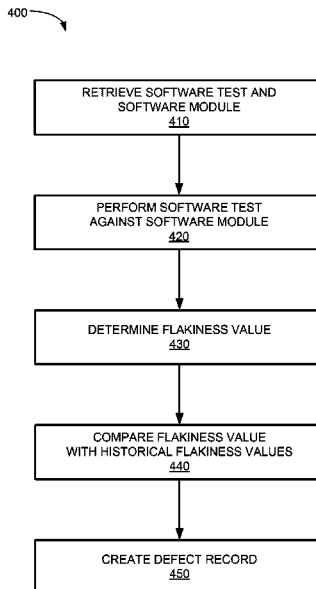 400
RETRIEVE SOFTWARE TEST AND
SOFTWARE MODULE
410
PERFORM SOFTWARE TEST
AGAINST SOFTWARE MODULE
420
DETERMINE FLAKINESS VALUE
430
COMPARE FLAKINESS VALUE
WITH HISTORICAL FLAKINESS VALUES
440
CREATE DEFECT RECORD
450